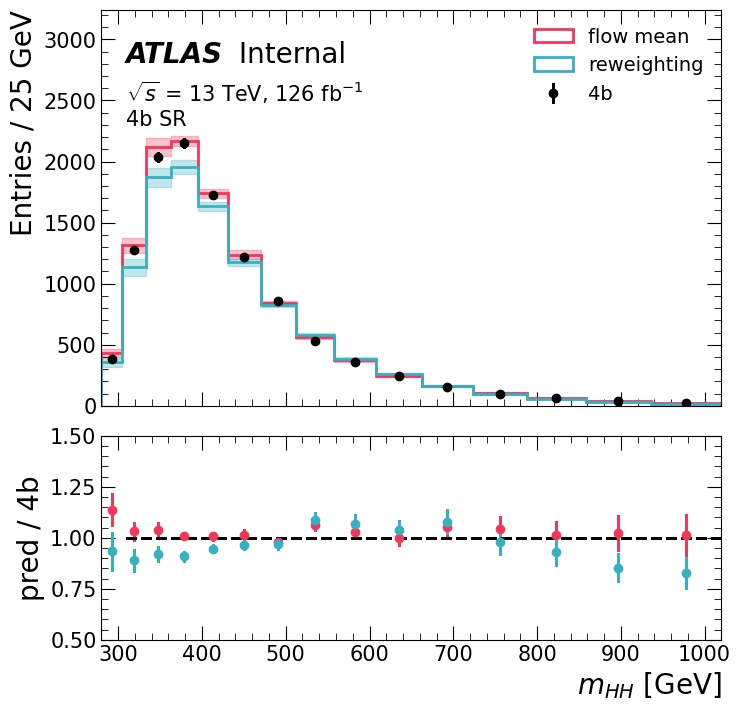 Entries / 25 GeV
3000
2500
2000
1500
1000
500
0
ATLAS Internal
√s = 13 TeV, 126 fb⁻¹
4b SR
flow mean
reweighting
4b
pred / 4b
1.50
1.25
1.00
0.75
0.50
300 400 500 600 700 800 900 1000
m_HH [GeV]